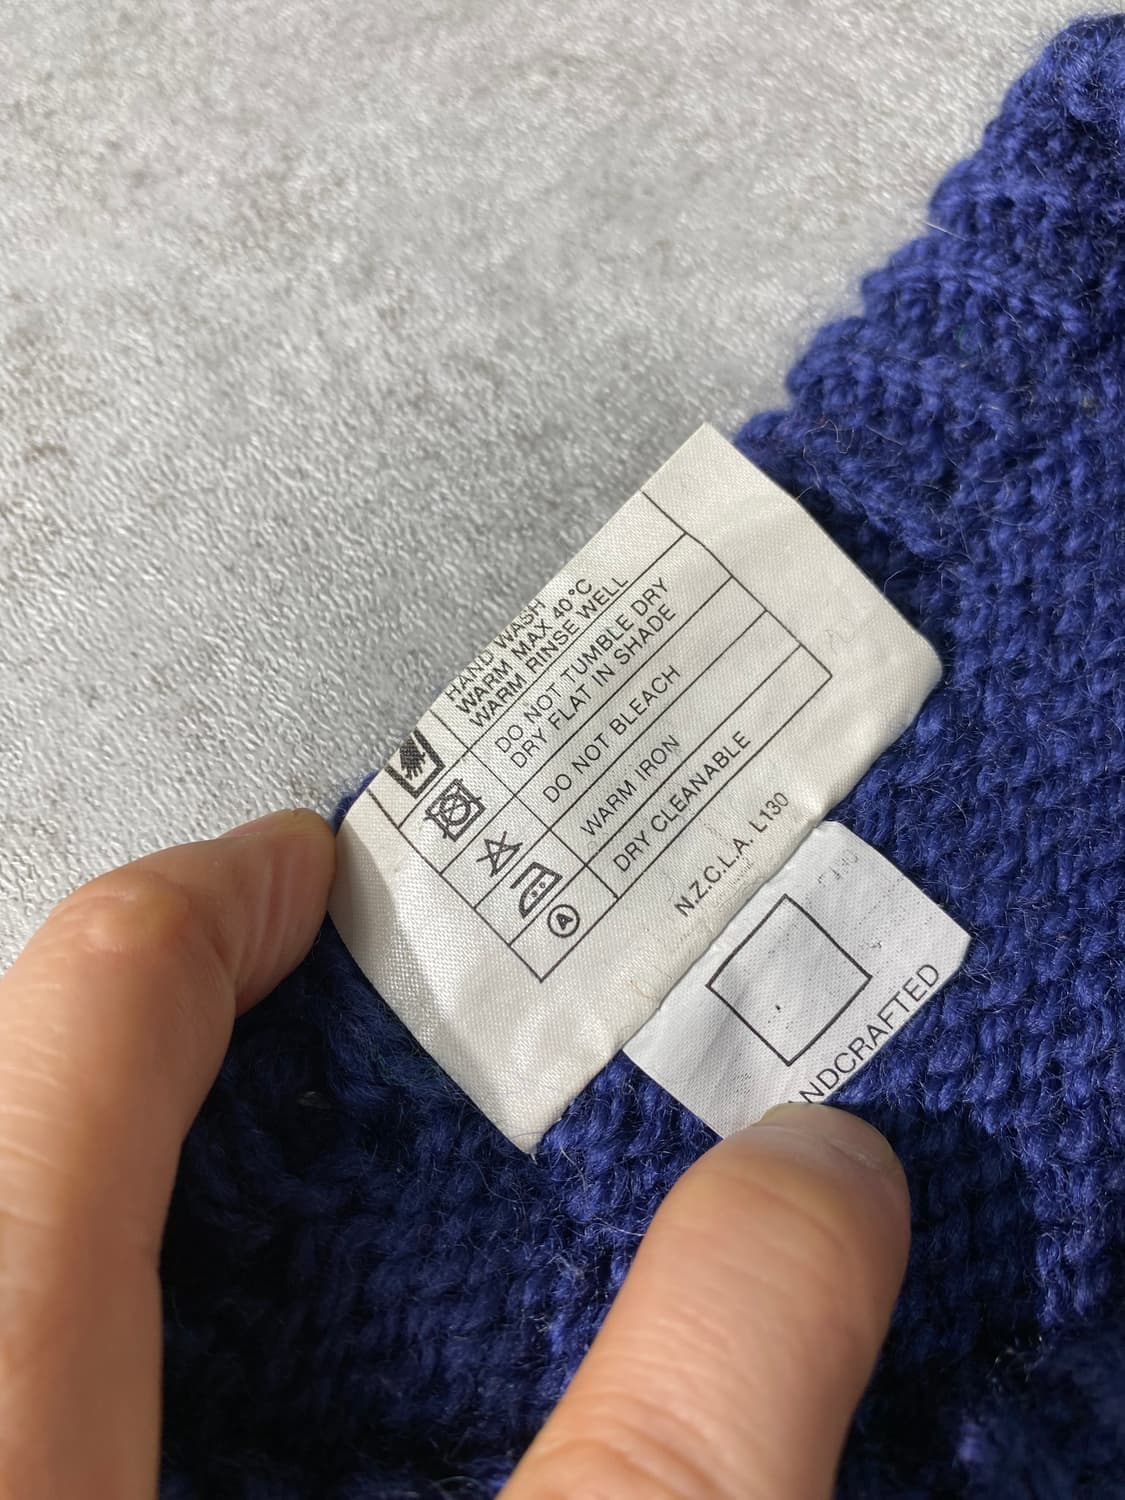 HAND WASH
WARM MAX 40°C
WARM RINSE WELL
DO NOT TUMBLE DRY
DRY FLAT IN SHADE
DO NOT BLEACH
WARM IRON
A DRY CLEANABLE
N.Z.C.L.A. L130
ANDCRAFTED